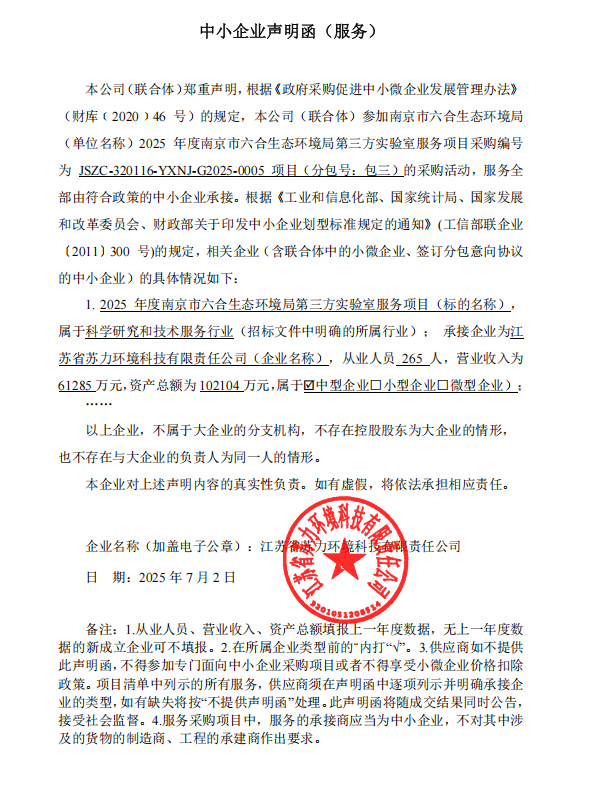 中小企业声明函（服务）
本公司（联合体）郑重声明，根据《政府采购促进中小微企业发展管理办法》
（财库﹝2020﹞46 号）的规定，本公司（联合体）参加南京市六合生态环境局
（单位名称）2025 年度南京市六合生态环境局第三方实验室服务项目采购编号
为 JSZC-320116-YXNJ-G2025-0005 项目（分包号：包三）的采购活动，服务全
部由符合政策的中小企业承接。根据《工业和信息化部、国家统计局、国家发展
和改革委员会、财政部关于印发中小企业划型标准规定的通知》(工信部联企业
〔2011〕300 号)的规定，相关企业（含联合体中的小微企业、签订分包意向协议
的中小企业）的具体情况如下：
1. 2025 年度南京市六合生态环境局第三方实验室服务项目（标的名称），
属于科学研究和技术服务行业（招标文件中明确的所属行业）； 承接企业为江
苏省苏力环境科技有限责任公司（企业名称），从业人员 265 人，营业收入为
61285 万元，资产总额为 102104 万元，属于☑中型企业☐小型企业☐微型企业）；
……
以上企业，不属于大企业的分支机构，不存在控股股东为大企业的情形，
也不存在与大企业的负责人为同一人的情形。
本企业对上述声明内容的真实性负责。如有虚假，将依法承担相应责任。
企业名称（加盖电子公章）：江苏省苏力环境科技有限责任公司
日 期：2025 年 7 月 2 日
江苏省苏力环境科技有限责任公司
3201051208514
备注：1.从业人员、营业收入、资产总额填报上一年度数据，无上一年度数
据的新成立企业可不填报。2.在所属企业类型前的“内打“√”。3.供应商如不提供
此声明函，不得参加专门面向中小企业采购项目或者不得享受小微企业价格扣除
政策。项目清单中列示的所有服务，供应商须在声明函中逐项列示并明确承接企
业的类型，如有缺失将按“不提供声明函”处理。此声明函将随成交结果同时公告，
接受社会监督。4.服务采购项目中，服务的承接商应当为中小企业，不对其中涉
及的货物的制造商、工程的承建商作出要求。